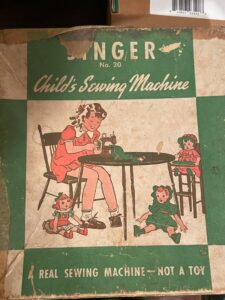 SINGER
No. 20
Child's Sewing Machine
A REAL SEWING MACHINE—NOT A TOY